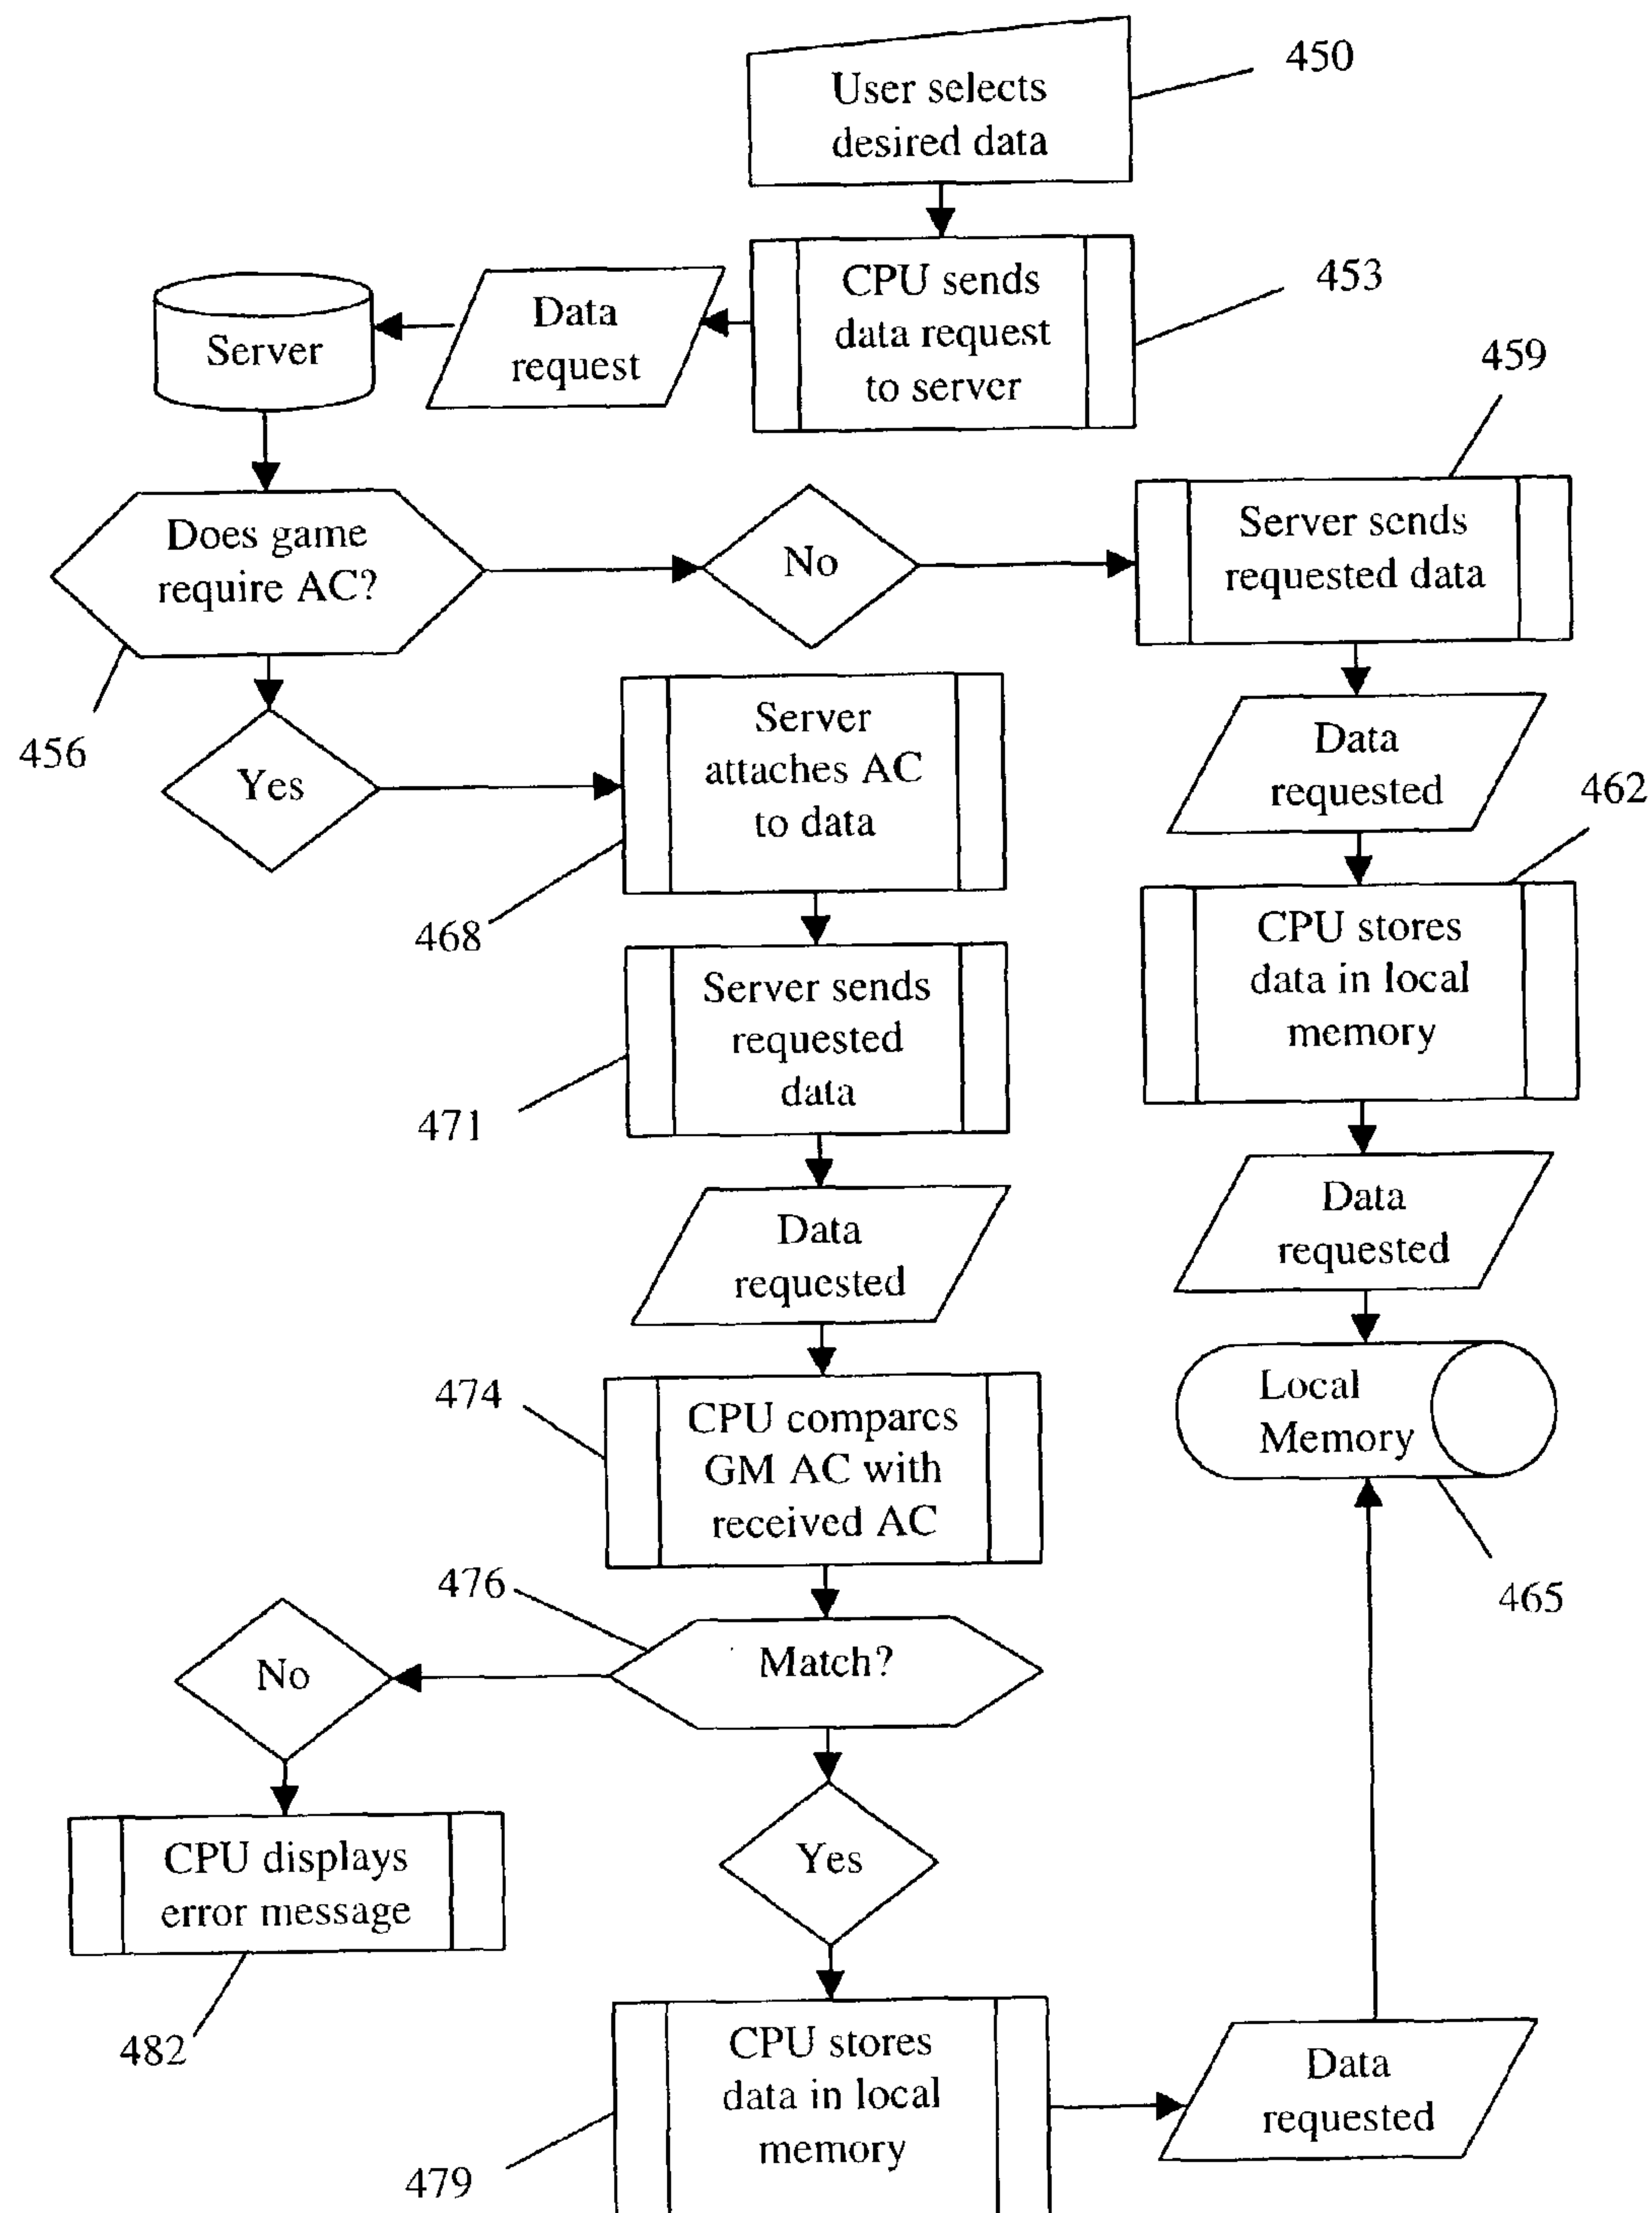 User selects
desired data
450
CPU sends
data request
to server
453
Data
request
Server
459
Does game
require AC?
456
No
Server sends
requested data
Yes
Server
attaches AC
to data
468
Data
requested
462
Server sends
requested
data
471
CPU stores
data in local
memory
Data
requested
Data
requested
474
CPU compares
GM AC with
received AC
Local
Memory
465
476
Match?
No
CPU displays
error message
482
Yes
CPU stores
data in local
memory
479
Data
requested